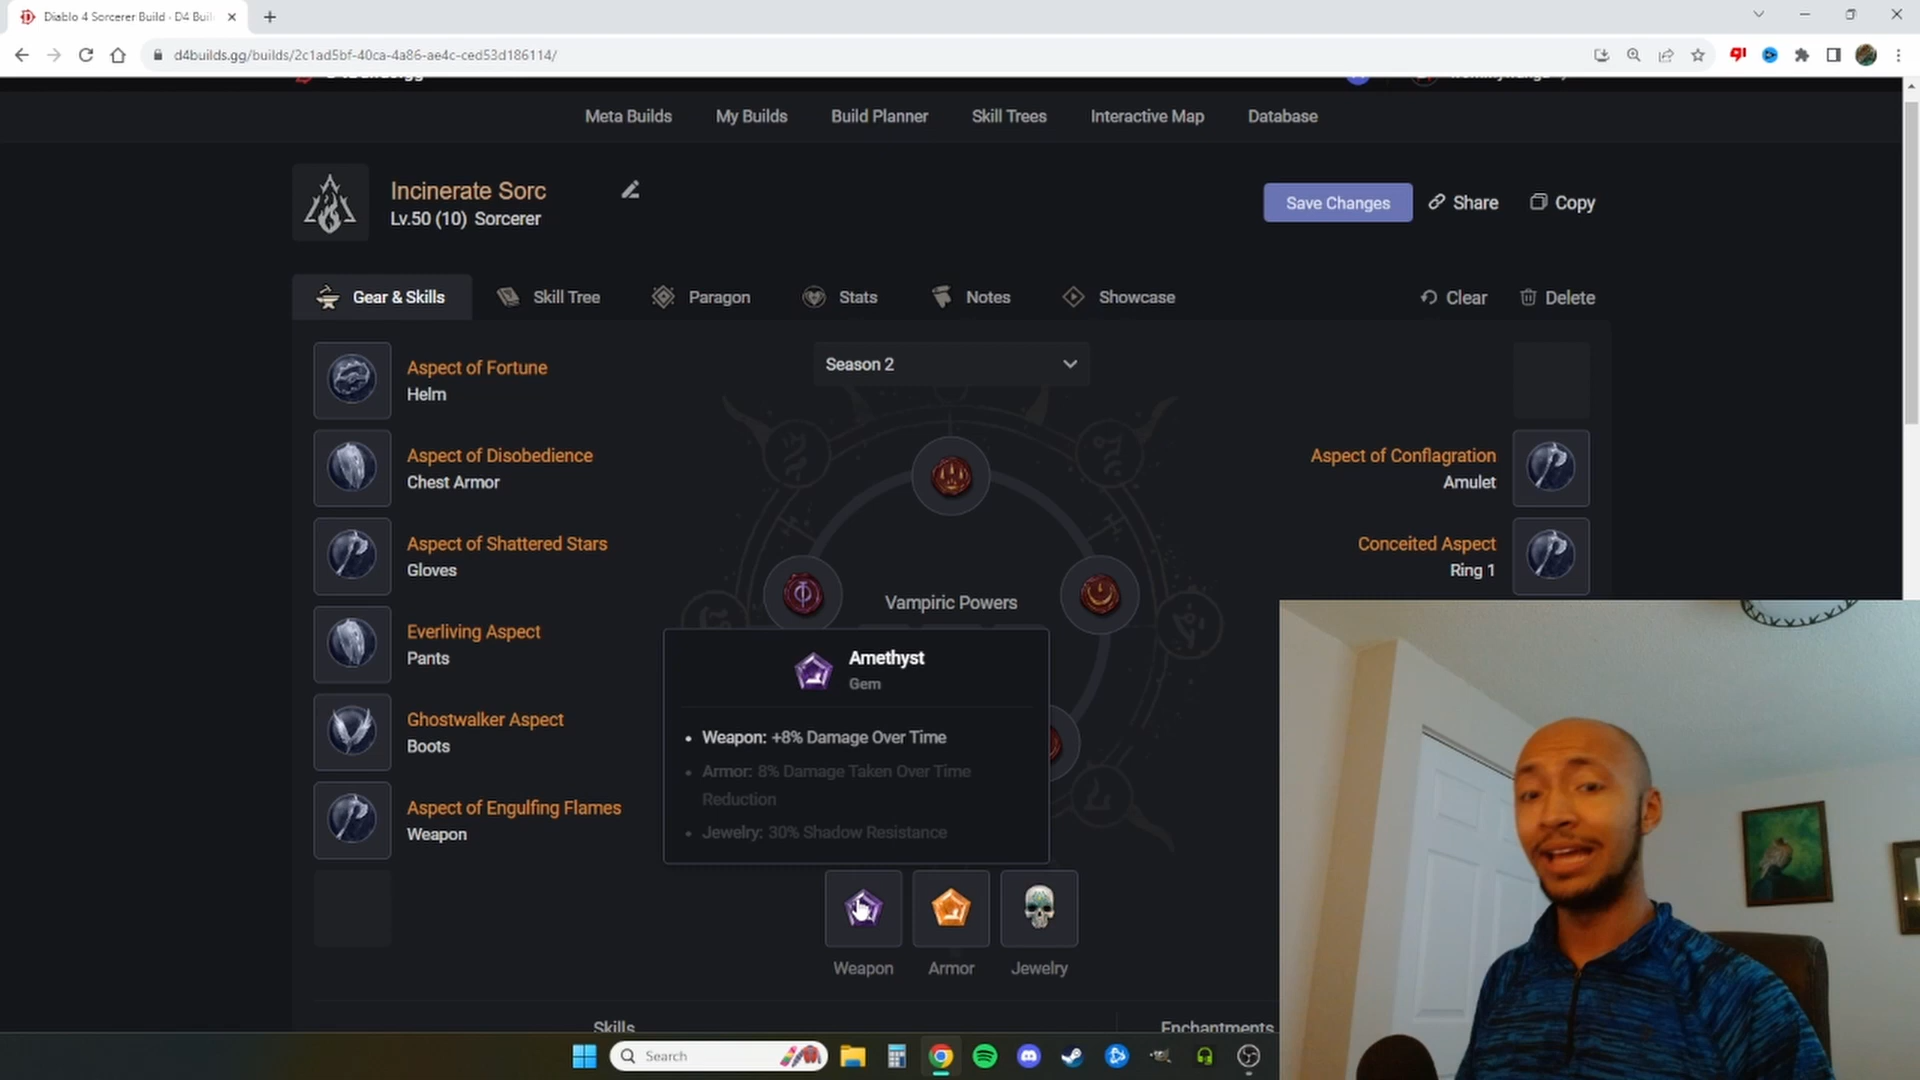 Diablo 4 Sorcerer Build - D4 Buil
d4builds.gg/builds/2c1ad5bf-40ca-4a86-ae4c-ced53d186114/
Meta Builds
My Builds
Build Planner
Skill Trees
Interactive Map
Database
Incinerate Sorc
Lv.50 (10) Sorcerer
Save Changes
Share
Copy
Gear & Skills
Skill Tree
Paragon
Stats
Notes
Showcase
Clear
Delete
Aspect of Fortune
Helm
Season 2
Aspect of Disobedience
Chest Armor
Aspect of Conflagration
Amulet
Aspect of Shattered Stars
Gloves
Conceited Aspect
Ring 1
Vampiric Powers
Everliving Aspect
Pants
Amethyst
Gem
Ghostwalker Aspect
Boots
Weapon: +8% Damage Over Time
Armor: 8% Damage Taken Over Time
Reduction
Jewelry: 30% Shadow Resistance
Aspect of Engulfing Flames
Weapon
Weapon
Armor
Jewelry
Skills
Enchantments
Search